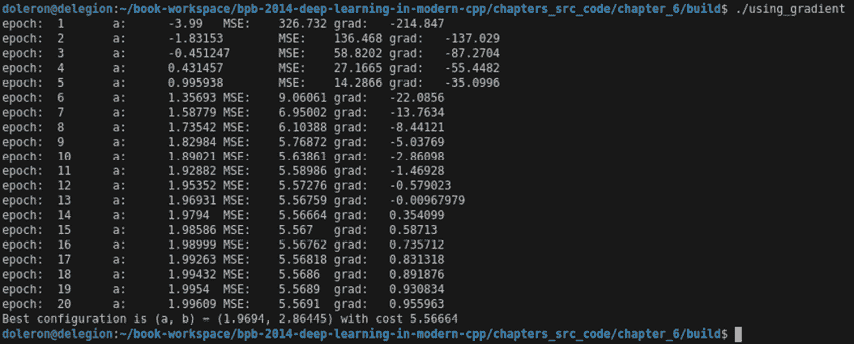 doleron@delegion:~/book-workspace/bpb-2014-deep-learning-in-modern-cpp/chapters_src_code/chapter_6/build$ ./using_gradient
epoch: 1 a: -3.99 MSE: 326.732 grad: -214.847
epoch: 2 a: -1.83153 MSE: 136.468 grad: -137.029
epoch: 3 a: -0.451247 MSE: 58.8202 grad: -87.2704
epoch: 4 a: 0.431457 MSE: 27.1665 grad: -55.4482
epoch: 5 a: 0.995938 MSE: 14.2866 grad: -35.0996
epoch: 6 a: 1.35693 MSE: 9.06061 grad: -22.0856
epoch: 7 a: 1.58779 MSE: 6.95002 grad: -13.7634
epoch: 8 a: 1.73542 MSE: 6.10388 grad: -8.44121
epoch: 9 a: 1.82984 MSE: 5.76872 grad: -5.03769
epoch: 10 a: 1.89021 MSE: 5.63861 grad: -2.86098
epoch: 11 a: 1.92882 MSE: 5.58986 grad: -1.46928
epoch: 12 a: 1.95352 MSE: 5.57276 grad: -0.579023
epoch: 13 a: 1.96931 MSE: 5.56759 grad: -0.00967979
epoch: 14 a: 1.9794 MSE: 5.56664 grad: 0.354099
epoch: 15 a: 1.98586 MSE: 5.567 grad: 0.58713
epoch: 16 a: 1.98999 MSE: 5.56762 grad: 0.735712
epoch: 17 a: 1.99263 MSE: 5.56818 grad: 0.831318
epoch: 18 a: 1.99432 MSE: 5.5686 grad: 0.891876
epoch: 19 a: 1.9954 MSE: 5.5689 grad: 0.930834
epoch: 20 a: 1.99609 MSE: 5.5691 grad: 0.955963
Best configuration is (a, b) = (1.9694, 2.86445) with cost 5.56664
doleron@delegion:~/book-workspace/bpb-2014-deep-learning-in-modern-cpp/chapters_src_code/chapter_6/build$